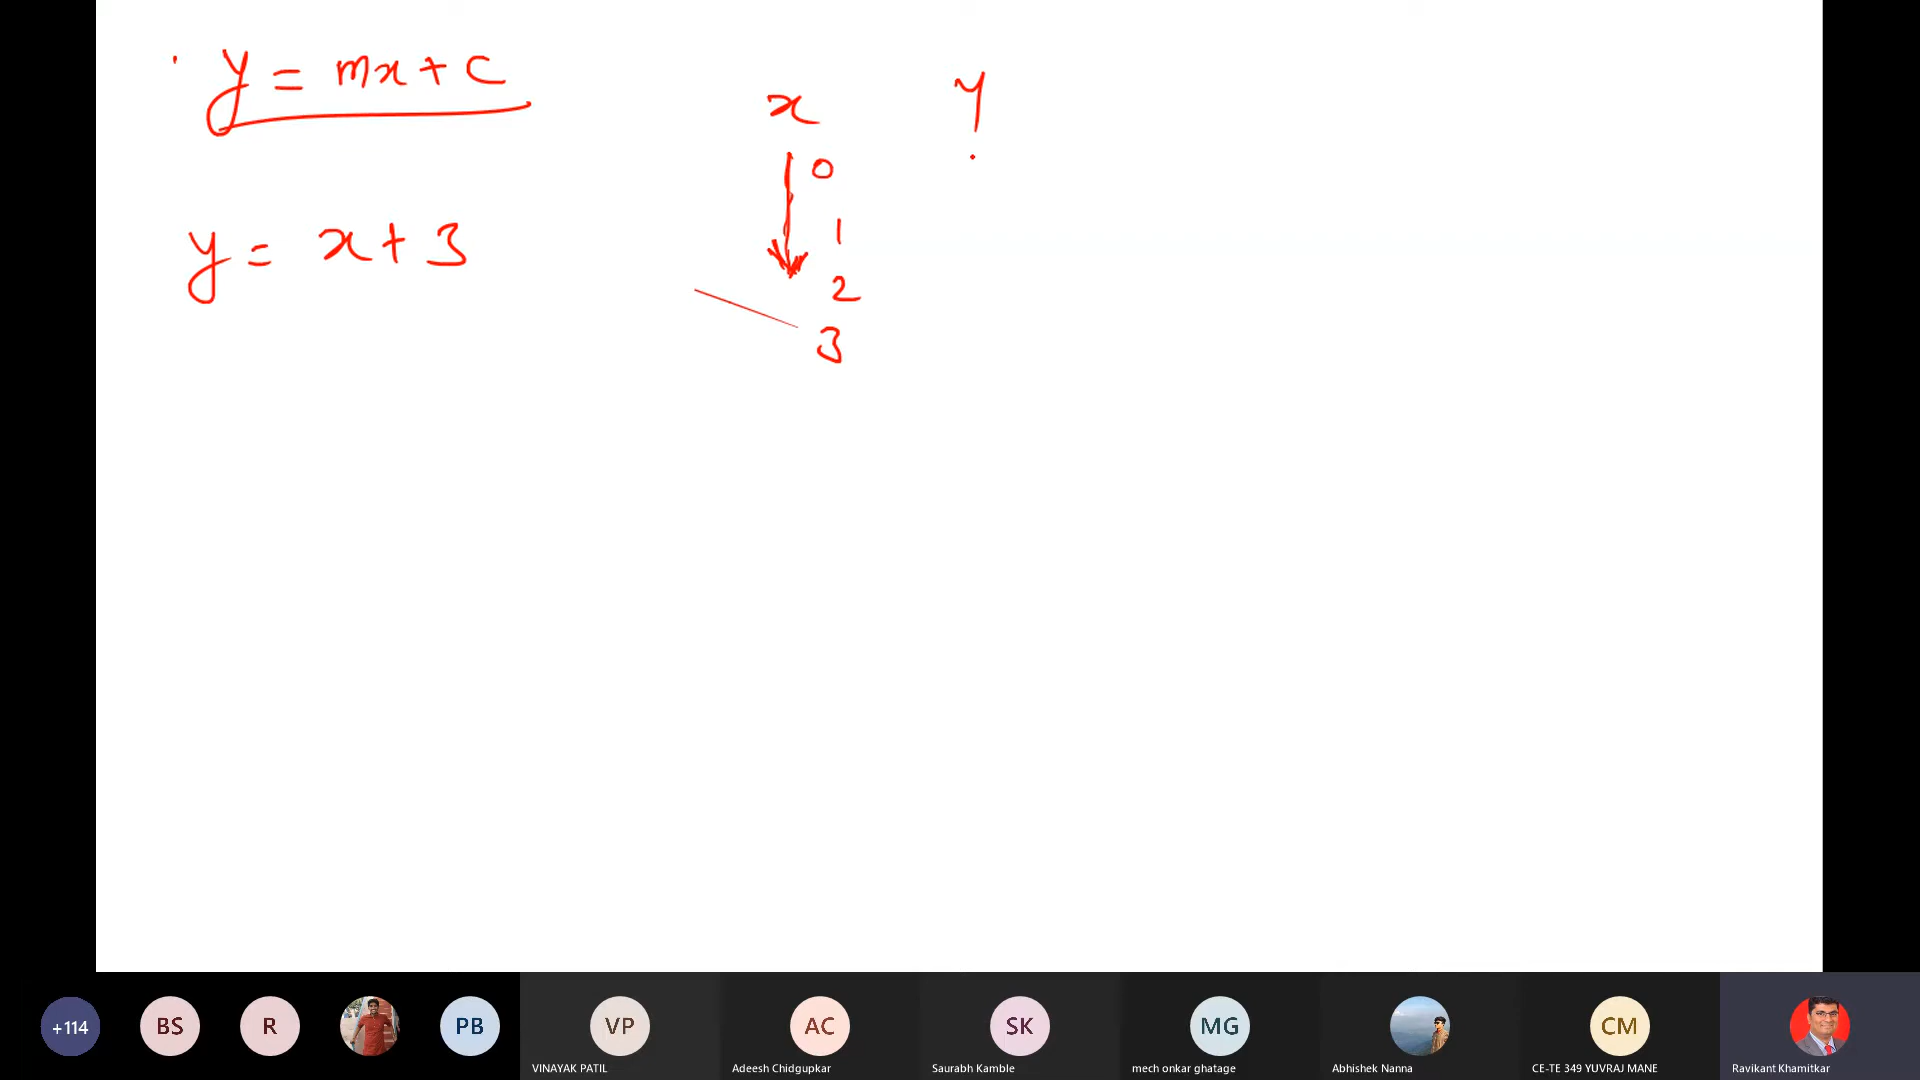 y = mx + c
x y
0
1
y = x + 3
2
3
+114
BS
R
PB
VP
AC
SK
MG
CM
VINAYAK PATIL
Adeesh Chidgupkar
Saurabh Kamble
mech onkar ghatage
Abhishek Nanna
CE-TE 349 YUVRAJ MANE
Ravikant Khamitkar